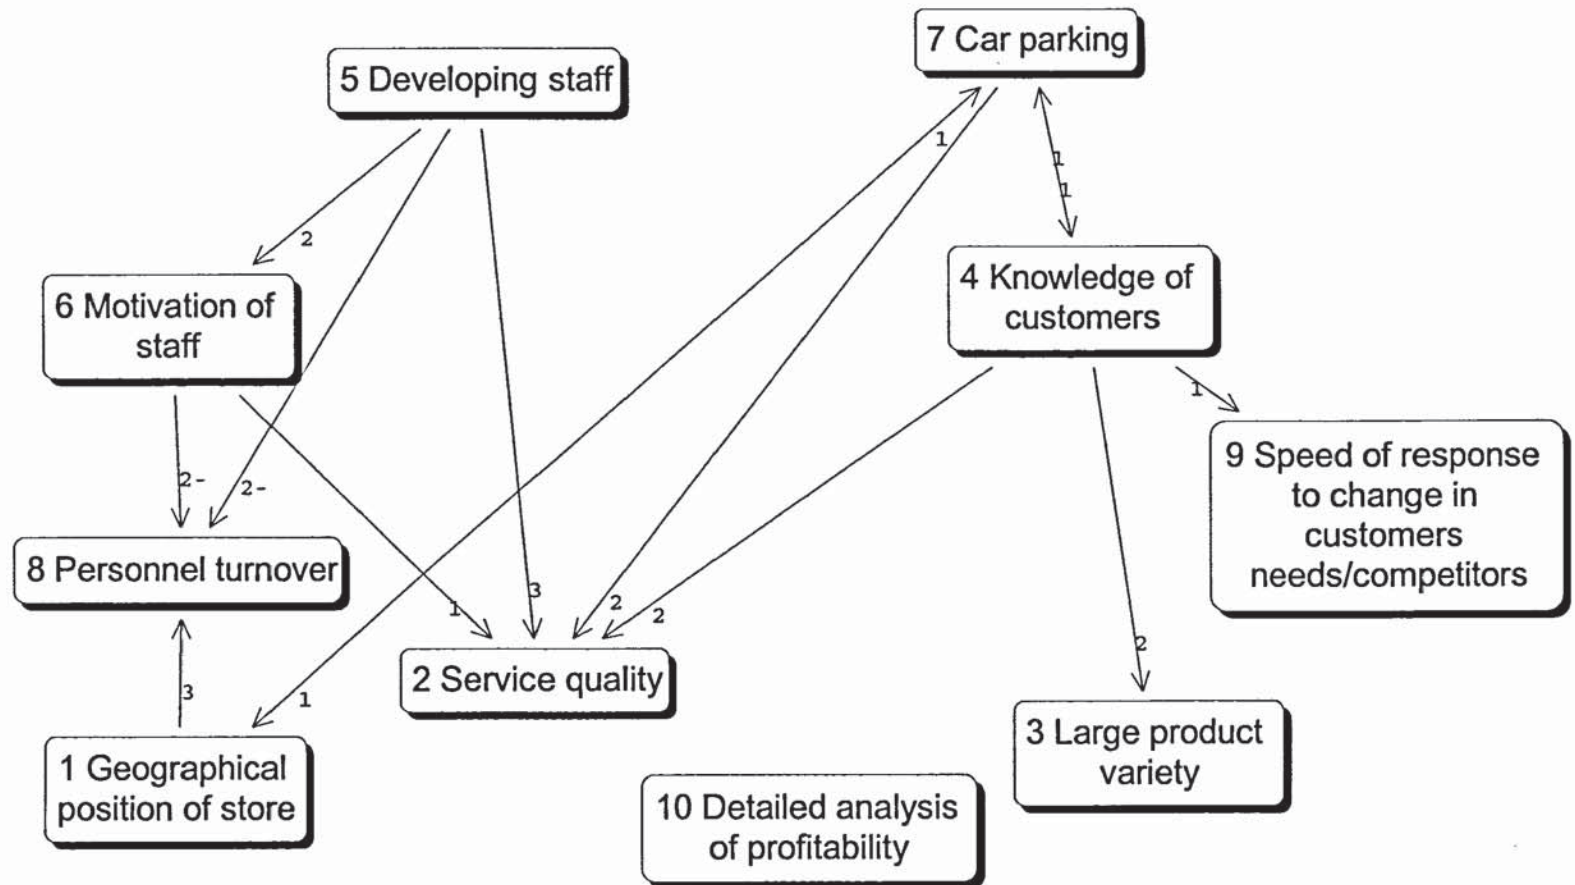 7 Car parking
5 Developing staff
1
1
1
2
4 Knowledge of
customers
6 Motivation of
staff
1
9 Speed of response
to change in
customers
needs/competitors
2-
2-
8 Personnel turnover
3
1
2
2
2
2 Service quality
3
1
3 Large product
variety
1 Geographical
position of store
10 Detailed analysis
of profitability